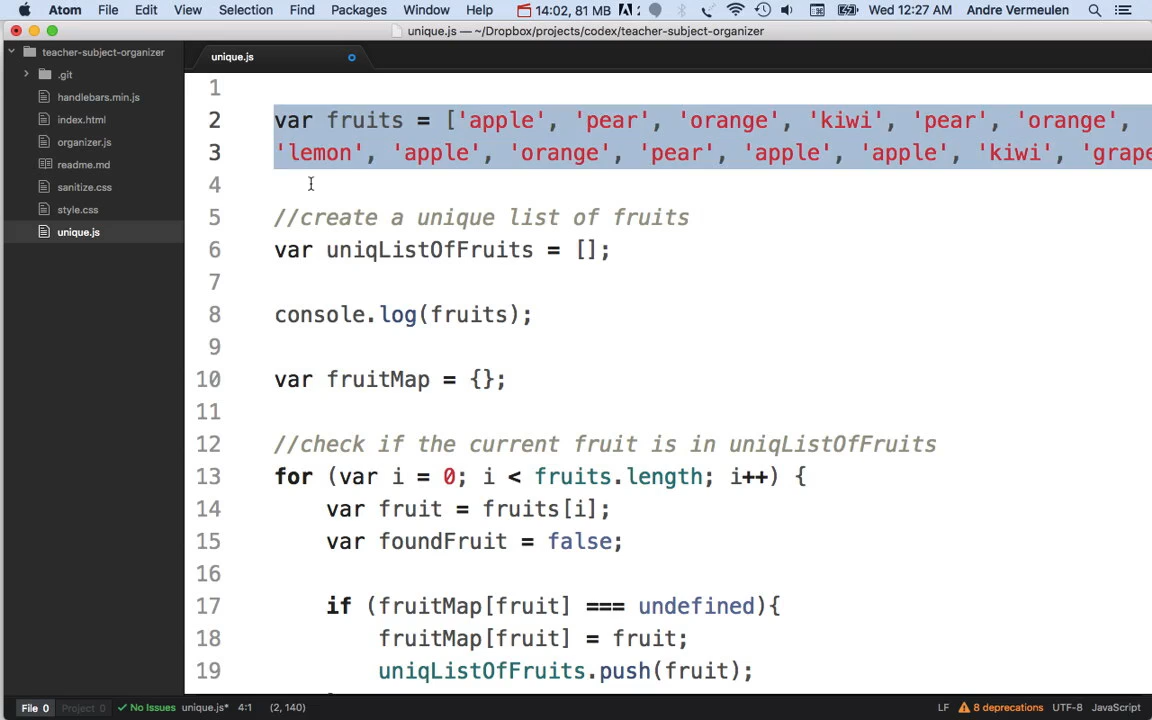 Atom File Edit View Selection Find Packages Window Help 14:02, 81 MB Wed 12:27 AM Andre Vermeulen
unique.js — ~/Dropbox/projects/codex/teacher-subject-organizer
teacher-subject-organizer
.git
handlebars.min.js
index.html
organizer.js
readme.md
sanitize.css
style.css
unique.js
unique.js
1
2 var fruits = ['apple', 'pear', 'orange', 'kiwi', 'pear', 'orange',
3 'lemon', 'apple', 'orange', 'pear', 'apple', 'apple', 'kiwi', 'grape
4
5 //create a unique list of fruits
6 var uniqListOfFruits = [];
7
8 console.log(fruits);
9
10 var fruitMap = {};
11
12 //check if the current fruit is in uniqListOfFruits
13 for (var i = 0; i < fruits.length; i++) {
14 var fruit = fruits[i];
15 var foundFruit = false;
16
17 if (fruitMap[fruit] === undefined){
18 fruitMap[fruit] = fruit;
19 uniqListOfFruits.push(fruit);
File 0 Project 0 No Issues unique.js* 4:1 (2, 140) LF 8 deprecations UTF-8 JavaScript